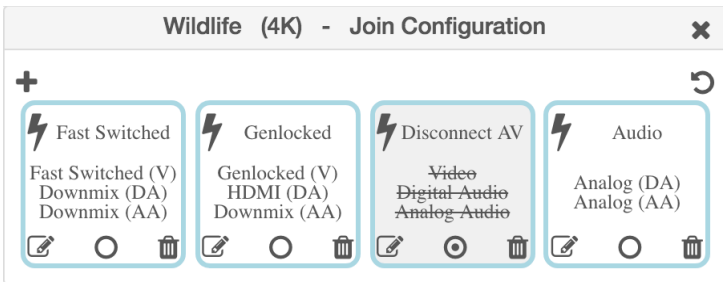 Wildlife (4K) - Join Configuration
Fast Switched
Fast Switched (V)
Downmix (DA)
Downmix (AA)
Genlocked
Genlocked (V)
HDMI (DA)
Downmix (AA)
Disconnect AV
Video
Digital Audio
Analog Audio
Audio
Analog (DA)
Analog (AA)